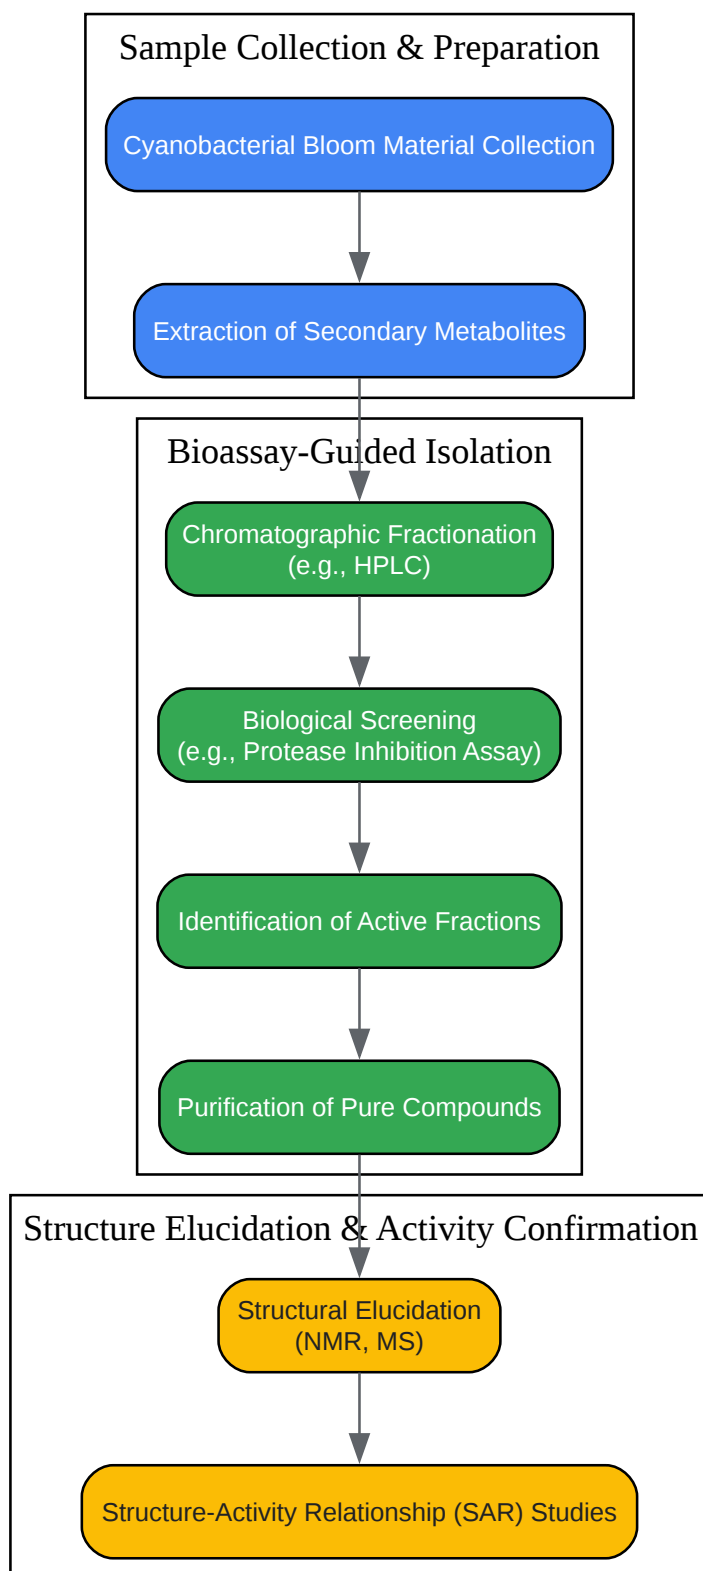 Sample Collection & Preparation
Cyanobacterial Bloom Material Collection
Extraction of Secondary Metabolites
Bioassay-Guided Isolation
Chromatographic Fractionation
(e.g., HPLC)
Biological Screening
(e.g., Protease Inhibition Assay)
Identification of Active Fractions
Purification of Pure Compounds
Structure Elucidation & Activity Confirmation
Structural Elucidation
(NMR, MS)
Structure-Activity Relationship (SAR) Studies